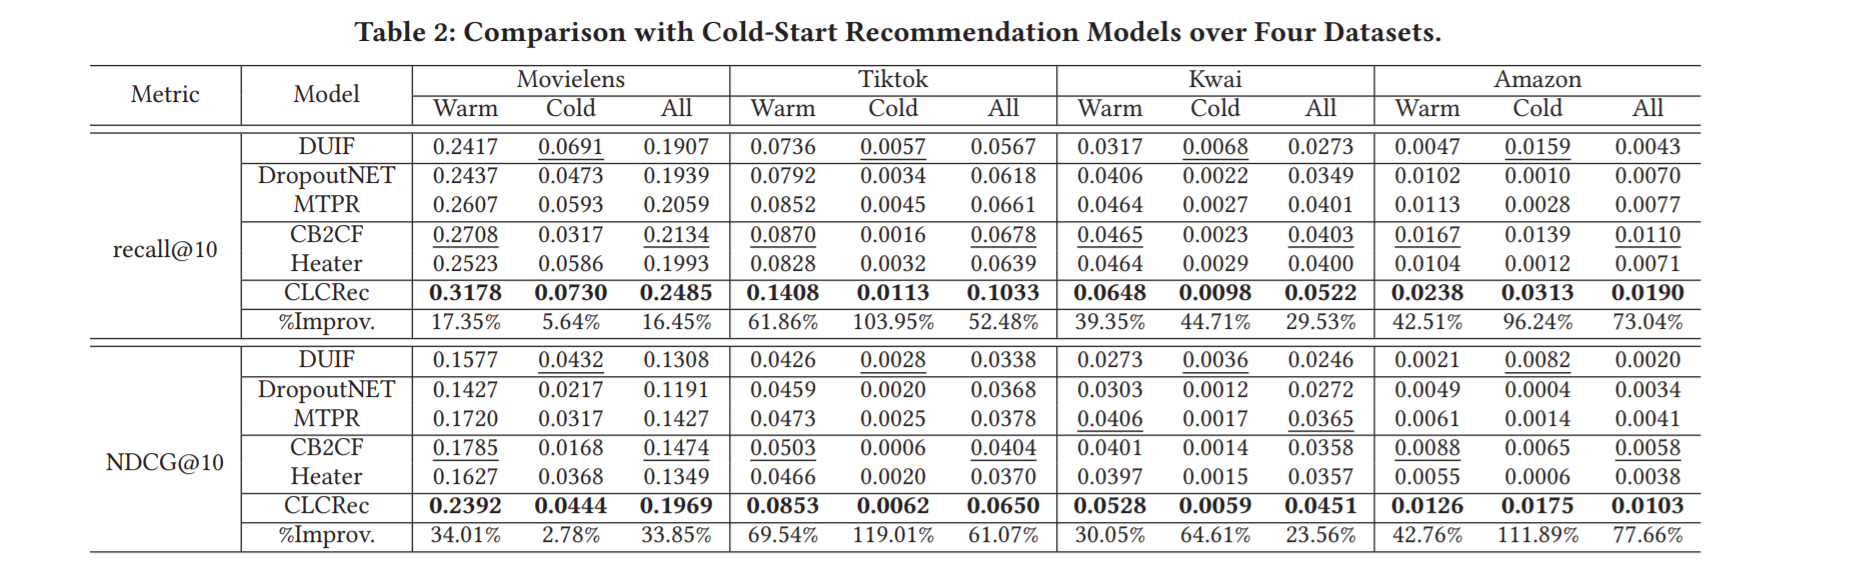 Table 2: Comparison with Cold-Start Recommendation Models over Four Datasets.
Metric Model Movielens Tiktok Kwai Amazon
Warm Cold All Warm Cold All Warm Cold All Warm Cold All
recall@10
DUIF 0.2417 0.0691 0.1907 0.0736 0.0057 0.0567 0.0317 0.0068 0.0273 0.0047 0.0159 0.0043
DropoutNET 0.2437 0.0473 0.1939 0.0792 0.0034 0.0618 0.0406 0.0022 0.0349 0.0102 0.0010 0.0070
MTPR 0.2607 0.0593 0.2059 0.0852 0.0045 0.0661 0.0464 0.0027 0.0401 0.0113 0.0028 0.0077
CB2CF 0.2708 0.0317 0.2134 0.0870 0.0016 0.0678 0.0465 0.0023 0.0403 0.0167 0.0139 0.0110
Heater 0.2523 0.0586 0.1993 0.0828 0.0032 0.0639 0.0464 0.0029 0.0400 0.0104 0.0012 0.0071
CLCRec 0.3178 0.0730 0.2485 0.1408 0.0113 0.1033 0.0648 0.0098 0.0522 0.0238 0.0313 0.0190
%Improv. 17.35% 5.64% 16.45% 61.86% 103.95% 52.48% 39.35% 44.71% 29.53% 42.51% 96.24% 73.04%
NDCG@10
DUIF 0.1577 0.0432 0.1308 0.0426 0.0028 0.0338 0.0273 0.0036 0.0246 0.0021 0.0082 0.0020
DropoutNET 0.1427 0.0217 0.1191 0.0459 0.0020 0.0368 0.0303 0.0012 0.0272 0.0049 0.0004 0.0034
MTPR 0.1720 0.0317 0.1427 0.0473 0.0025 0.0378 0.0406 0.0017 0.0365 0.0061 0.0014 0.0041
CB2CF 0.1785 0.0168 0.1474 0.0503 0.0006 0.0404 0.0401 0.0014 0.0358 0.0088 0.0065 0.0058
Heater 0.1627 0.0368 0.1349 0.0466 0.0020 0.0370 0.0397 0.0015 0.0357 0.0055 0.0006 0.0038
CLCRec 0.2392 0.0444 0.1969 0.0853 0.0062 0.0650 0.0528 0.0059 0.0451 0.0126 0.0175 0.0103
%Improv. 34.01% 2.78% 33.85% 69.54% 119.01% 61.07% 30.05% 64.61% 23.56% 42.76% 111.89% 77.66%